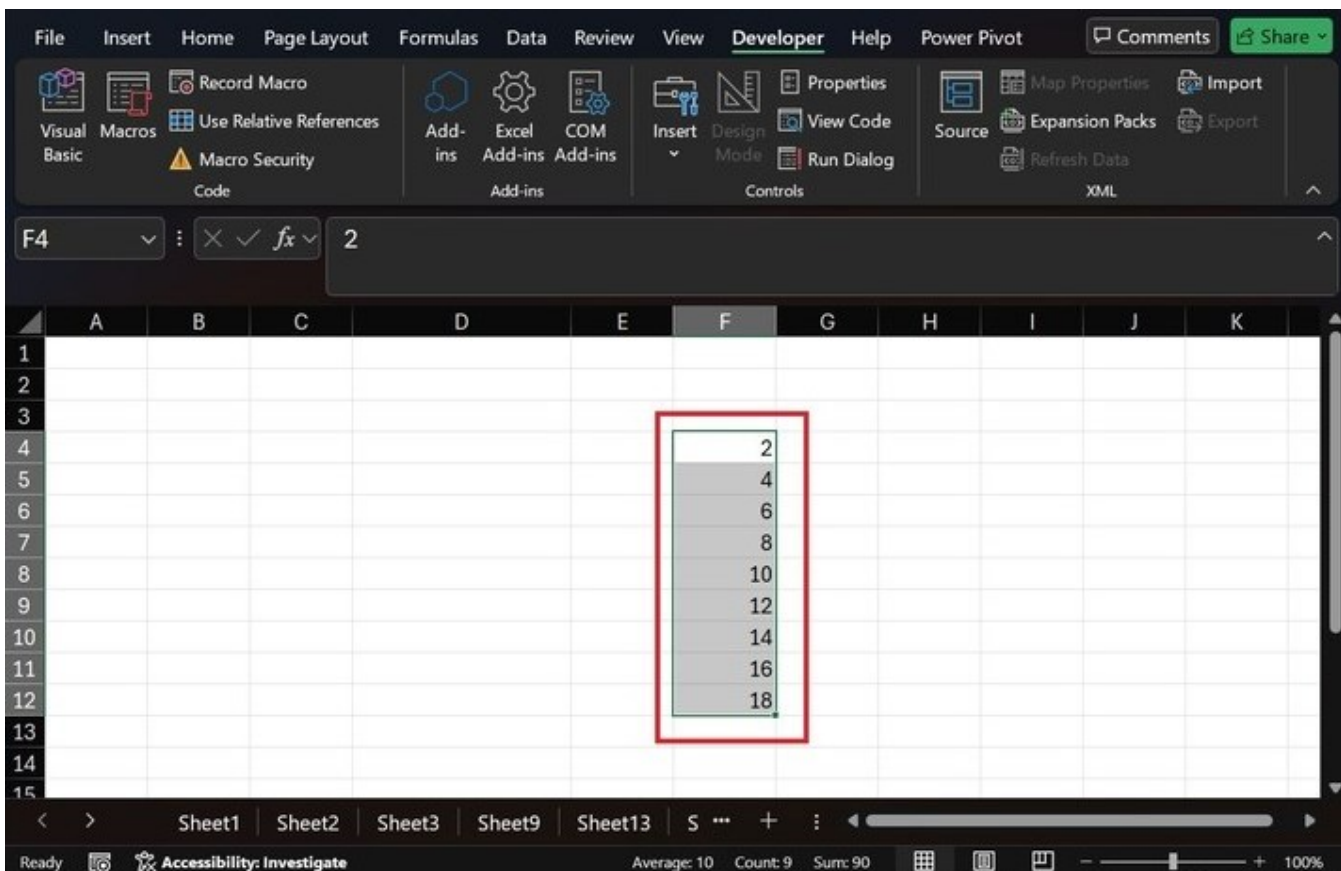 File Insert Home Page Layout Formulas Data Review View Developer Help Power Pivot Comments Share
Record Macro Properties Map Properties Import
Use Relative References View Code Expansion Packs Export
Visual Basic Macros Add-ins Excel Add-ins COM Add-ins Insert Design Mode Source
Macro Security Run Dialog Refresh Data
Code Add-ins Controls XML
F4 fx 2
A B C D E F G H I J K
1
2
3
4 2
5 4
6 6
7 8
8 10
9 12
10 14
11 16
12 18
13
14
15
Sheet1 Sheet2 Sheet3 Sheet9 Sheet13 S ··· +
Ready Accessibility: Investigate Average: 10 Count: 9 Sum: 90 - + 100%